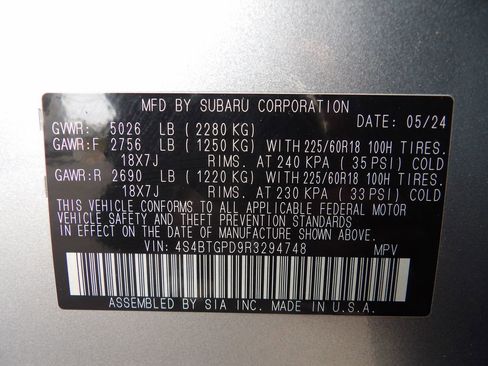 MFD BY SUBARU CORPORATION
DATE: 05/24
GVWR: 5026 LB (2280 KG)
GAWR:F 2756 LB (1250 KG) WITH 225/60R18 100H TIRES.
18X7J RIMS. AT 240 KPA (35 PSI) COLD
GAWR:R 2690 LB (1220 KG) WITH 225/60R18 100H TIRES.
18X7J RIMS. AT 230 KPA (33 PSI) COLD
THIS VEHICLE CONFORMS TO ALL APPLICABLE FEDERAL MOTOR
VEHICLE SAFETY AND THEFT PREVENTION STANDARDS
IN EFFECT ON THE DATE OF MANUFACTURE SHOWN ABOVE.
VIN: 4S4BTGPD9R3294748 MPV
ASSEMBLED BY SIA INC. MADE IN U.S.A.